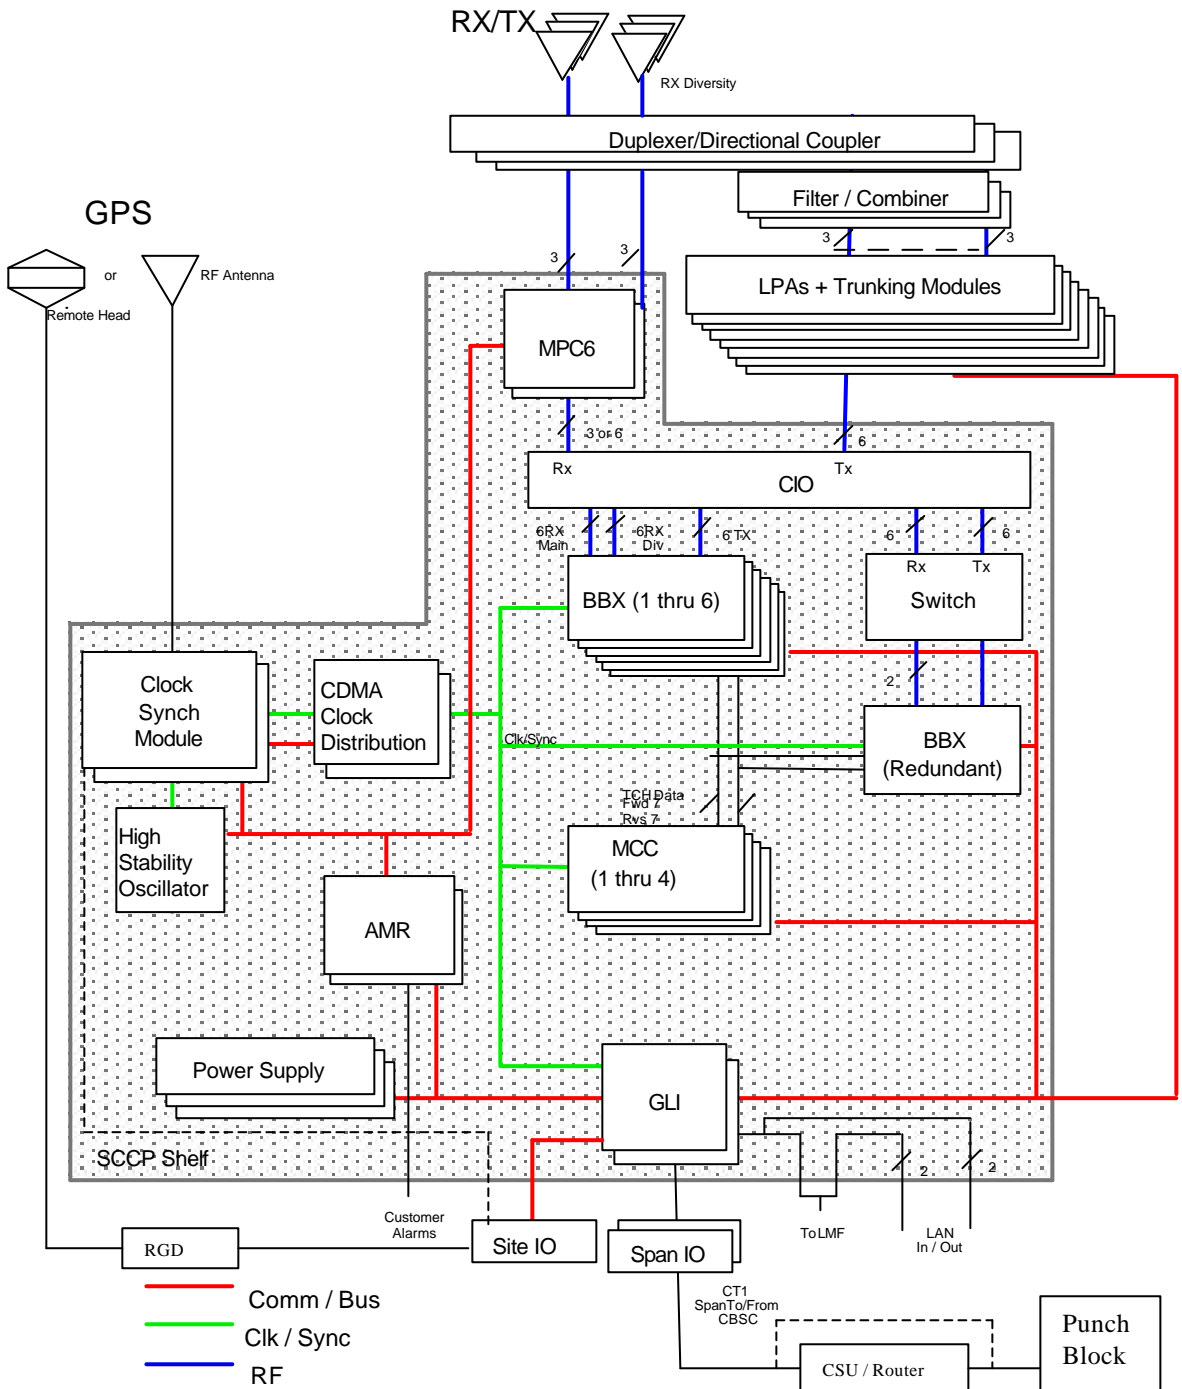 RX/TX
RX Diversity
Duplexer/Directional Coupler
Filter / Combiner
GPS
3
3
3
3
or
RF Antenna
Remote Head
LPAs + Trunking Modules
MPC6
3 or 6
6
Rx
Tx
CIO
6RX
Main
6RX
Div
6 TX
6
6
Rx
Tx
BBX (1 thru 6)
Switch
2
Clock
Synch
Module
CDMA
Clock
Distribution
Clk/Sync
BBX
(Redundant)
TCH Data
Fwd 7
Rvs 7
High
Stability
Oscillator
MCC
(1 thru 4)
AMR
Power Supply
GLI
SCCP Shelf
2
2
Customer
Alarms
To LMF
LAN
In / Out
RGD
Site IO
Span IO
Comm / Bus
CT1
SpanTo/From
CBSC
Clk / Sync
RF
CSU / Router
Punch
Block